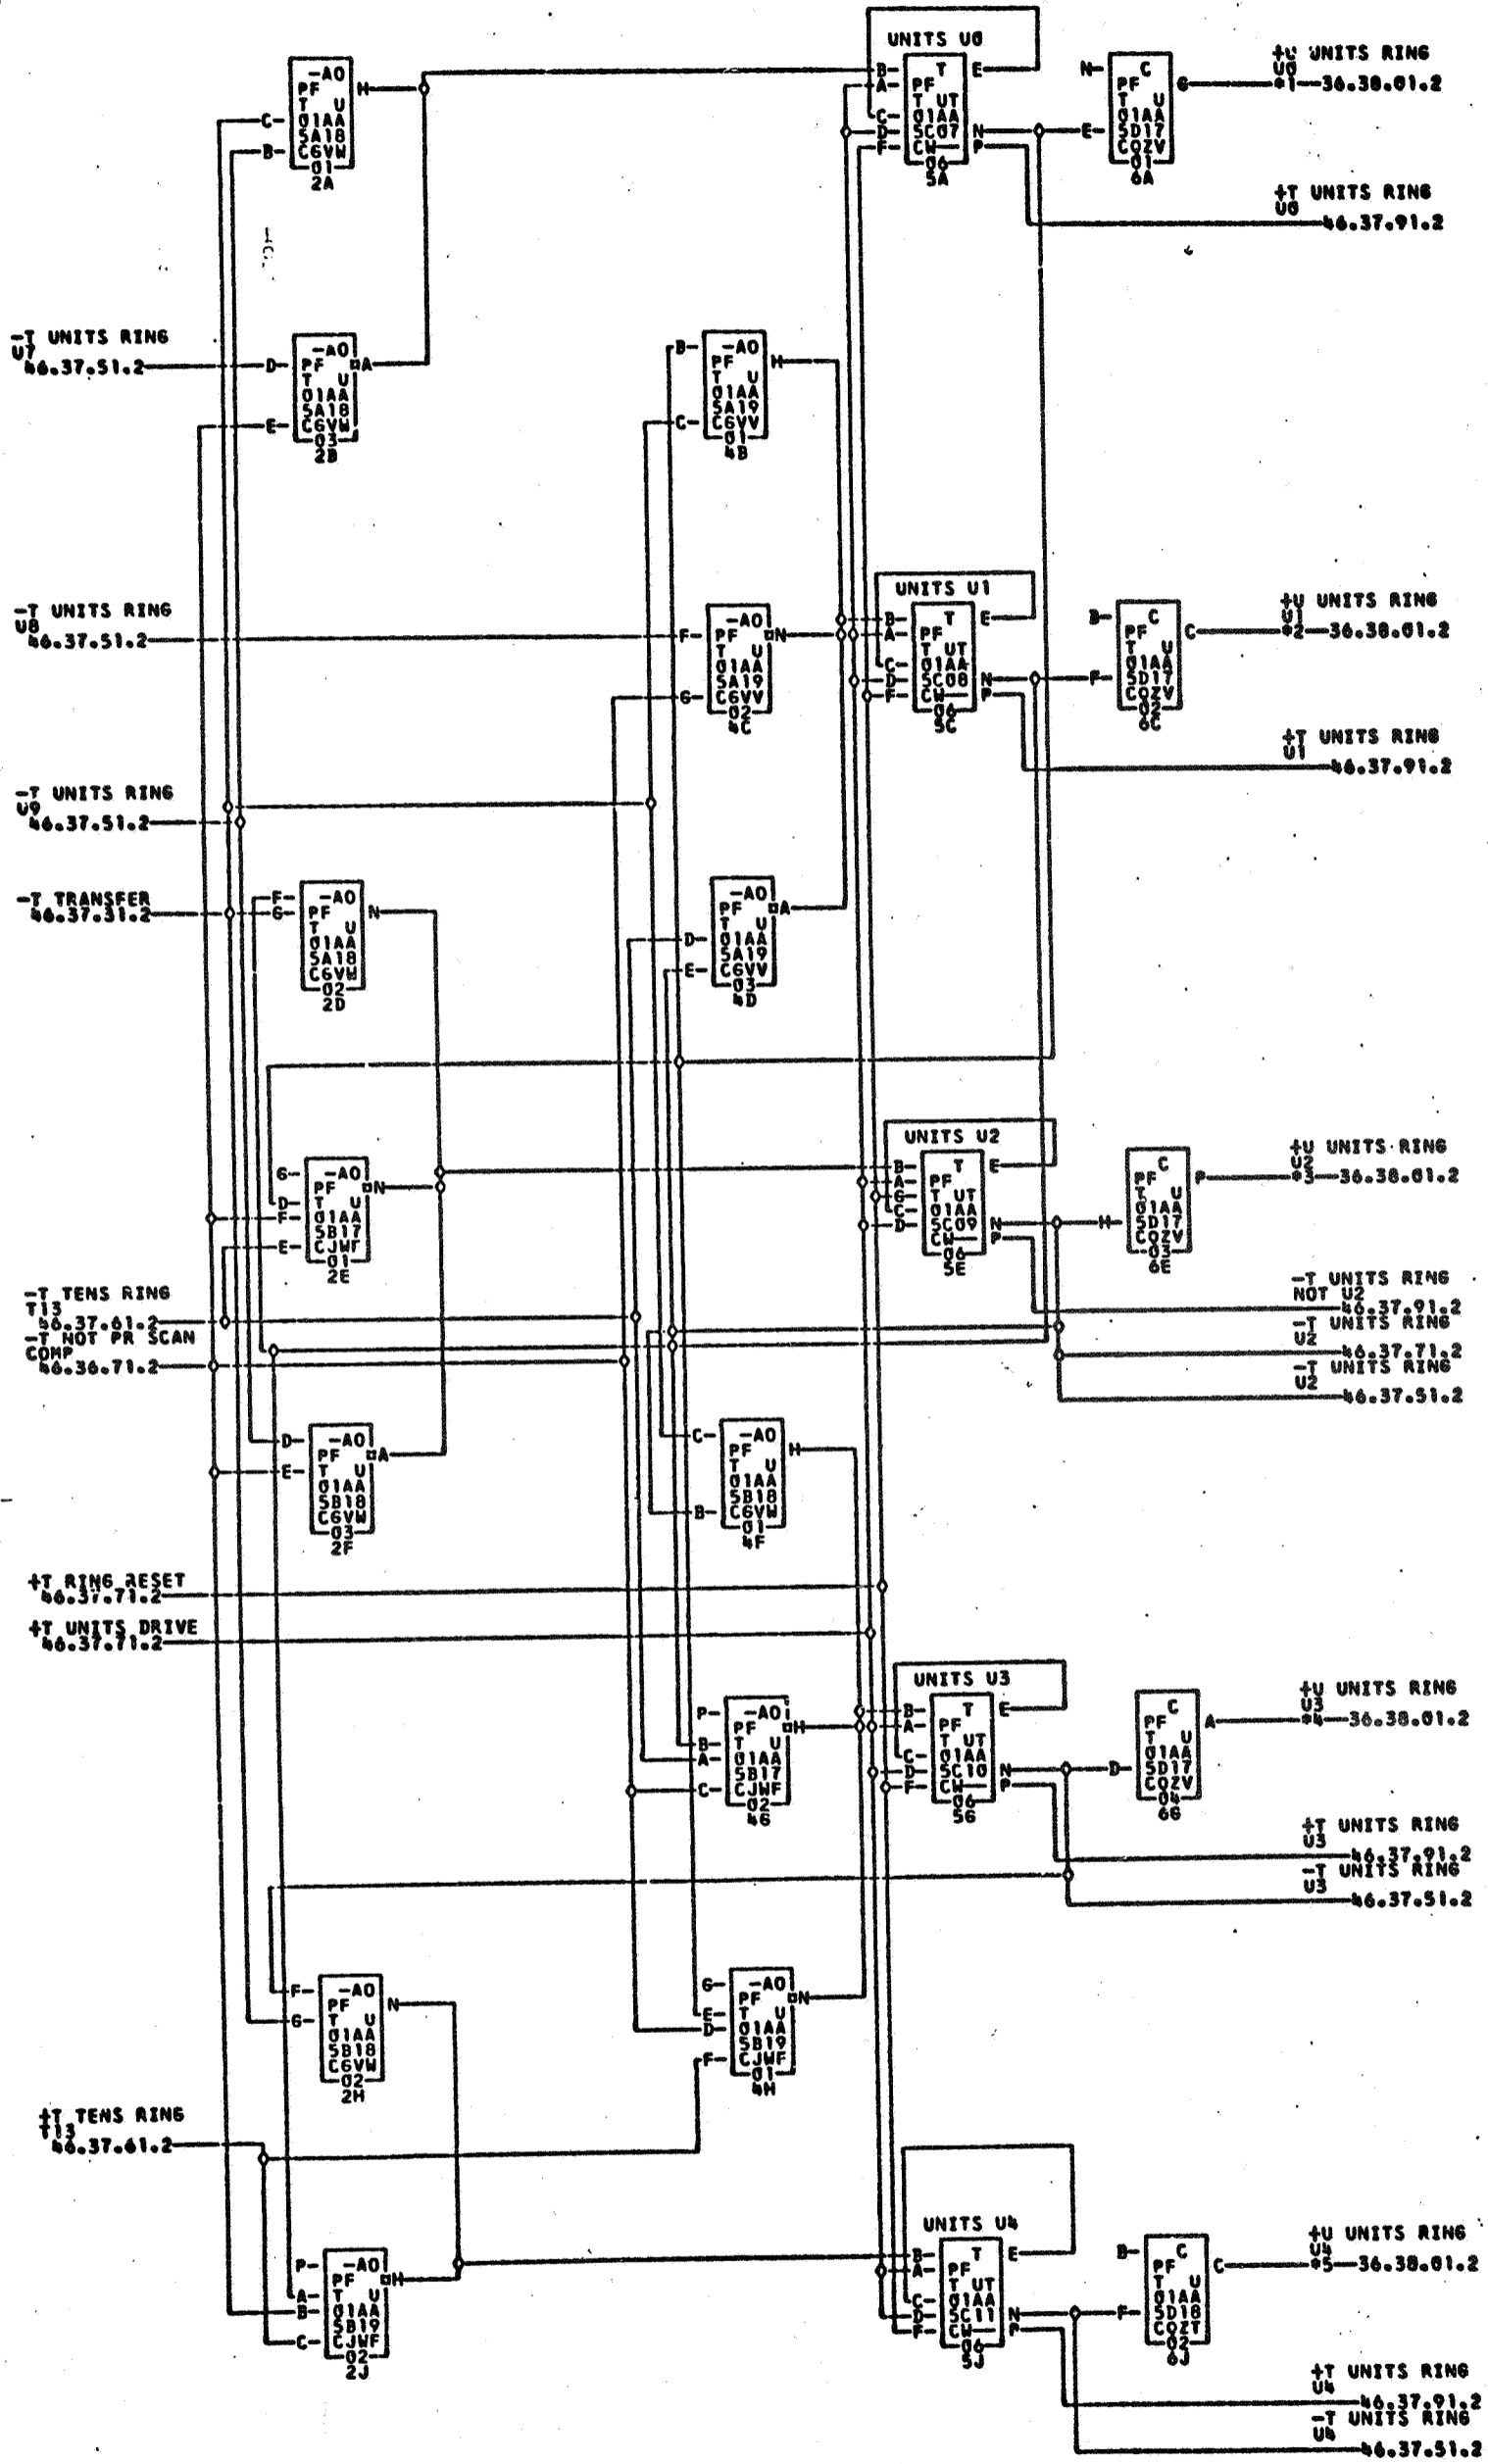 UNITS U0
-AO
PF
T U
01AA
5A18
CGVW
01
2A
H
C
B
B
A
C
D
F
T
PF
T UT
01AA
5C07
CW
06
5A
E
N
P
N
E
C
PF
T U
01AA
5D17
CQZV
01
6A
G
+U UNITS RING
U0
*1 36.38.01.2
+T UNITS RING
U0
46.37.91.2
-T UNITS RING
U7
46.37.51.2
D
E
-AO
PF
T U
01AA
5A18
CGVW
03
2B
A
B
C
-AO
PF
T U
01AA
5A19
CGVV
01
4B
H
-T UNITS RING
U8
46.37.51.2
F
G
-AO
PF
T U
01AA
5A19
CGVV
02
4C
N
UNITS U1
B
A
C
D
F
T
PF
T UT
01AA
5C08
CW
06
5C
E
N
P
B
F
C
PF
T U
01AA
5D17
CQZV
02
6C
C
+U UNITS RING
U1
*2 36.38.01.2
+T UNITS RING
U1
46.37.91.2
-T UNITS RING
U9
46.37.51.2
-T TRANSFER
46.37.31.2
F
G
-AO
PF
T U
01AA
5A18
CGVW
02
2D
N
D
E
-AO
PF
T U
01AA
5A19
CGVV
03
4D
A
G
D
F
E
-AO
PF
T U
01AA
5B17
CJWF
01
2E
N
UNITS U2
B
A
G
C
D
T
PF
T UT
01AA
5C09
CW
06
5E
E
N
P
H
C
PF
T U
01AA
5D17
CQZV
03
6E
P
+U UNITS RING
U2
*3 36.38.01.2
-T UNITS RING
NOT U2
46.37.91.2
-T UNITS RING
U2
46.37.71.2
-T UNITS RING
U2
46.37.51.2
-T TENS RING
T13
46.37.61.2
-T NOT PR SCAN
COMP
46.36.71.2
D
E
-AO
PF
T U
01AA
5B18
CGVW
03
2F
A
C
B
-AO
PF
T U
01AA
5B18
CGVW
01
4F
H
+T RING RESET
46.37.71.2
+T UNITS DRIVE
46.37.71.2
P
B
A
C
-AO
PF
T U
01AA
5B17
CJWF
02
4G
H
UNITS U3
B
A
C
D
F
T
PF
T UT
01AA
5C10
CW
06
5G
E
N
P
D
C
PF
T U
01AA
5D17
CQZV
04
6G
A
+U UNITS RING
U3
*4 36.38.01.2
+T UNITS RING
U3
46.37.91.2
-T UNITS RING
U3
46.37.51.2
F
G
-AO
PF
T U
01AA
5B18
CGVW
02
2H
N
G
E
D
F
-AO
PF
T U
01AA
5B19
CJWF
01
4H
N
+T TENS RING
T13
46.37.61.2
P
A
B
C
-AO
PF
T U
01AA
5B19
CJWF
02
2J
H
UNITS U4
B
A
C
D
F
T
PF
T UT
01AA
5C11
CW
06
5J
E
N
P
B
F
C
PF
T U
01AA
5D18
CQZT
02
6J
C
+U UNITS RING
U4
*5 36.38.01.2
+T UNITS RING
U4
46.37.91.2
-T UNITS RING
U4
46.37.51.2